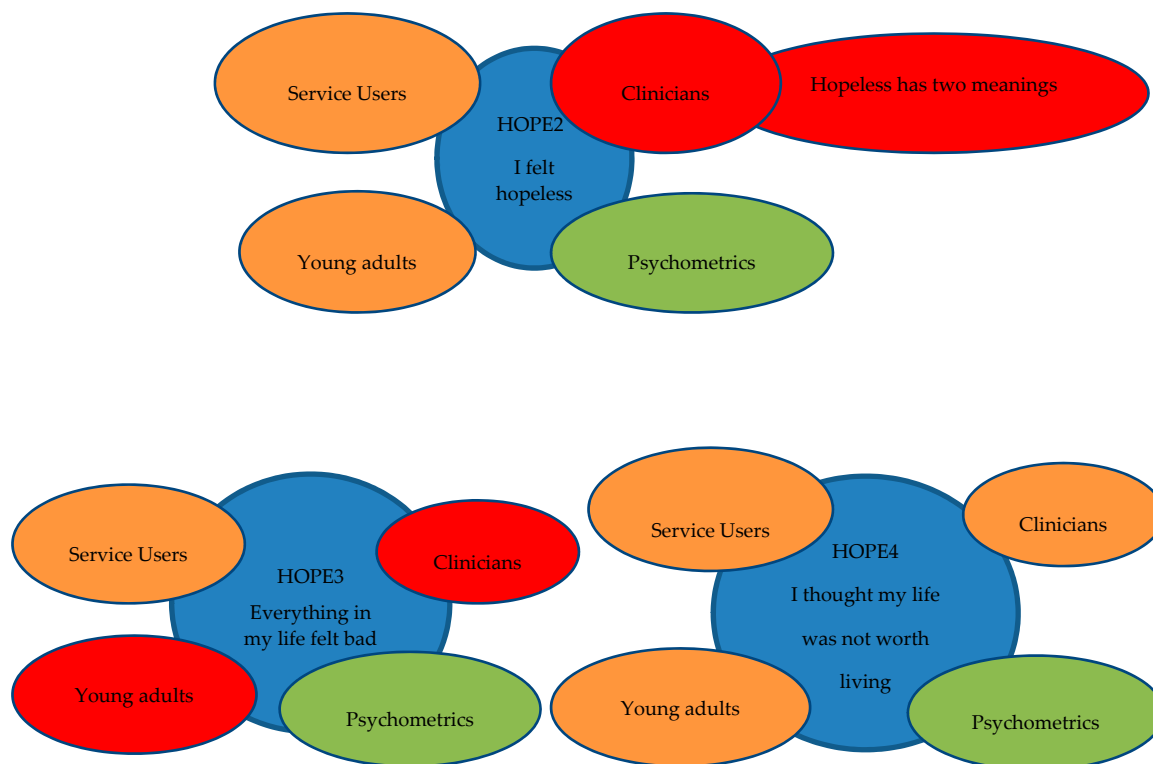 Service Users
Clinicians
Hopeless has two meanings
HOPE2
I felt
hopeless
Young adults
Psychometrics
Service Users
Clinicians
HOPE3
Everything in
my life felt bad
Young adults
Psychometrics
Service Users
Clinicians
HOPE4
I thought my life
was not worth
living
Young adults
Psychometrics